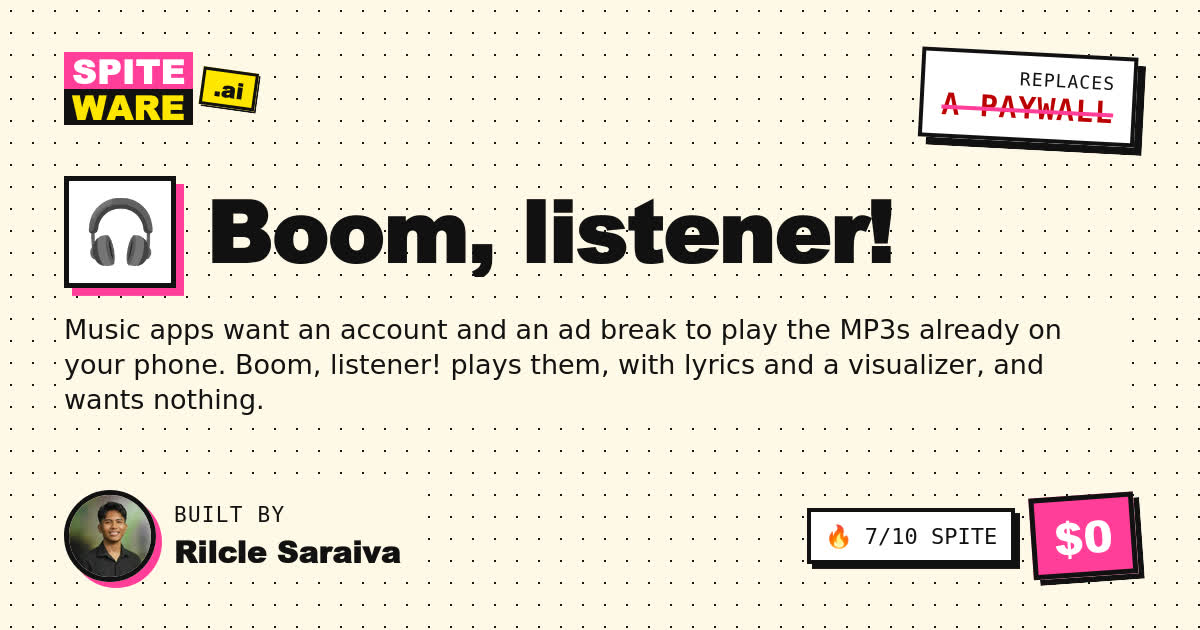 SPITE
WARE
.ai
REPLACES
A PAYWALL
Boom, listener!
Music apps want an account and an ad break to play the MP3s already on
your phone. Boom, listener! plays them, with lyrics and a visualizer, and
wants nothing.
BUILT BY
Rilcle Saraiva
🔥 7/10 SPITE
$0